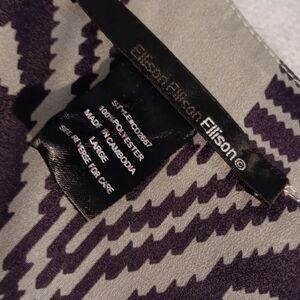 Ellison Ellison Ellison©
100% POLYESTER
MADE IN CAMBODIA
LARGE
SEE REVERSE FOR CARE